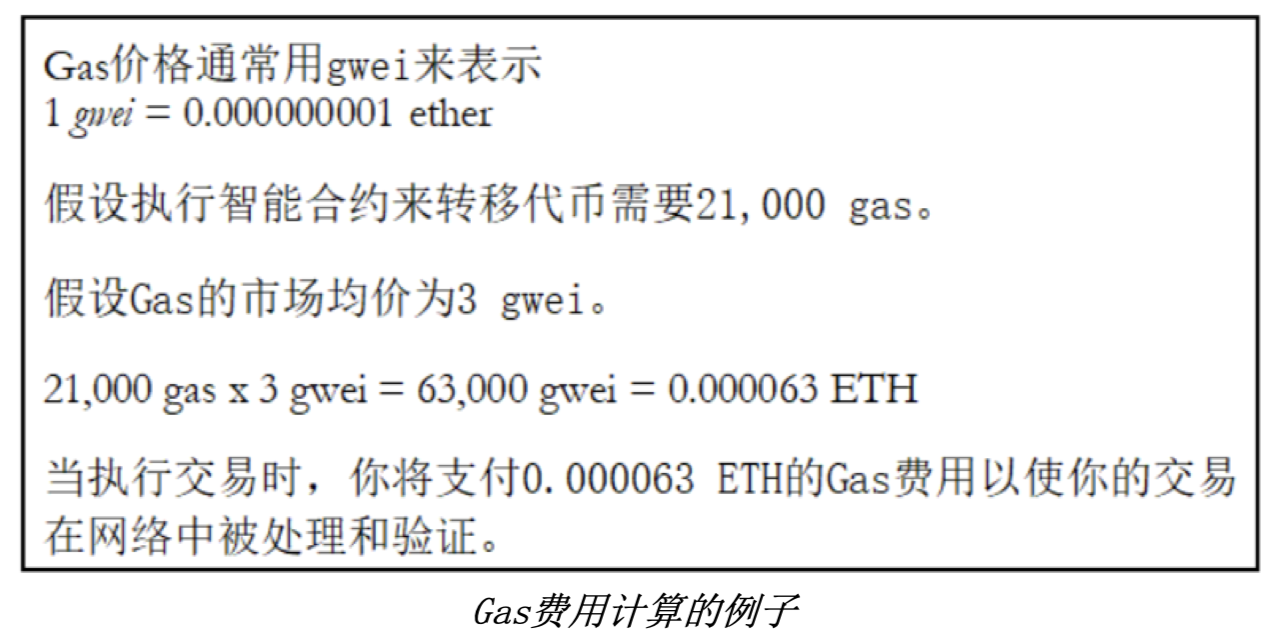 Gas价格通常用gwei来表示
1 gwei = 0.000000001 ether
假设执行智能合约来转移代币需要21,000 gas。
假设Gas的市场均价为3 gwei。
21,000 gas x 3 gwei = 63,000 gwei = 0.000063 ETH
当执行交易时，你将支付0.000063 ETH的Gas费用以使你的交易
在网络中被处理和验证。
Gas费用计算的例子